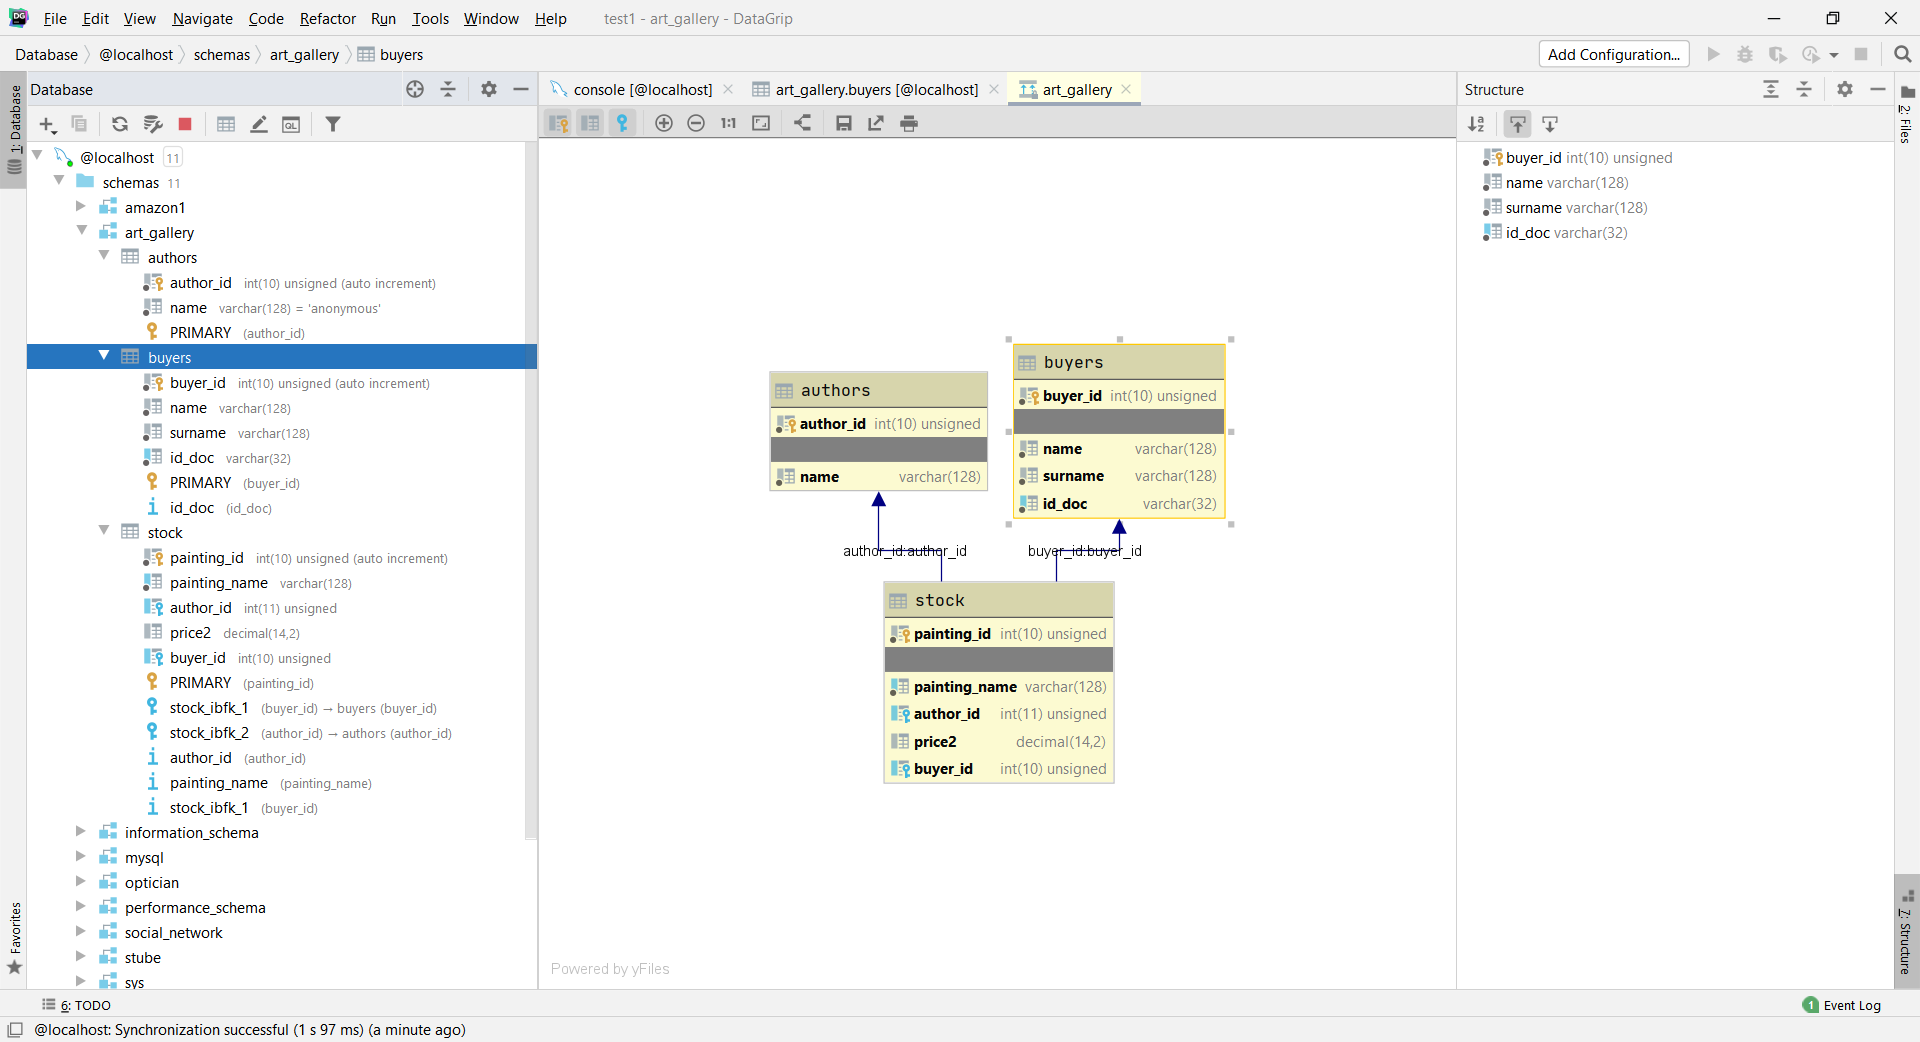 DG File Edit View Navigate Code Refactor Run Tools Window Help test1 - art_gallery - DataGrip
Database @localhost schemas art_gallery buyers Add Configuration...
1: Database
Favorites
Database
QL
@localhost 11
schemas 11
amazon1
art_gallery
authors
author_id int(10) unsigned (auto increment)
name varchar(128) = 'anonymous'
PRIMARY (author_id)
buyers
buyer_id int(10) unsigned (auto increment)
name varchar(128)
surname varchar(128)
id_doc varchar(32)
PRIMARY (buyer_id)
id_doc (id_doc)
stock
painting_id int(10) unsigned (auto increment)
painting_name varchar(128)
author_id int(11) unsigned
price2 decimal(14,2)
buyer_id int(10) unsigned
PRIMARY (painting_id)
stock_ibfk_1 (buyer_id) → buyers (buyer_id)
stock_ibfk_2 (author_id) → authors (author_id)
author_id (author_id)
painting_name (painting_name)
stock_ibfk_1 (buyer_id)
information_schema
mysql
optician
performance_schema
social_network
stube
sys
console [@localhost] art_gallery.buyers [@localhost] art_gallery
1:1
authors
author_id int(10) unsigned
name varchar(128)
buyers
buyer_id int(10) unsigned
name varchar(128)
surname varchar(128)
id_doc varchar(32)
author_id:author_id
buyer_id:buyer_id
stock
painting_id int(10) unsigned
painting_name varchar(128)
author_id int(11) unsigned
price2 decimal(14,2)
buyer_id int(10) unsigned
Powered by yFiles
Structure
buyer_id int(10) unsigned
name varchar(128)
surname varchar(128)
id_doc varchar(32)
2: Files
7: Structure
6: TODO
1 Event Log
@localhost: Synchronization successful (1 s 97 ms) (a minute ago)